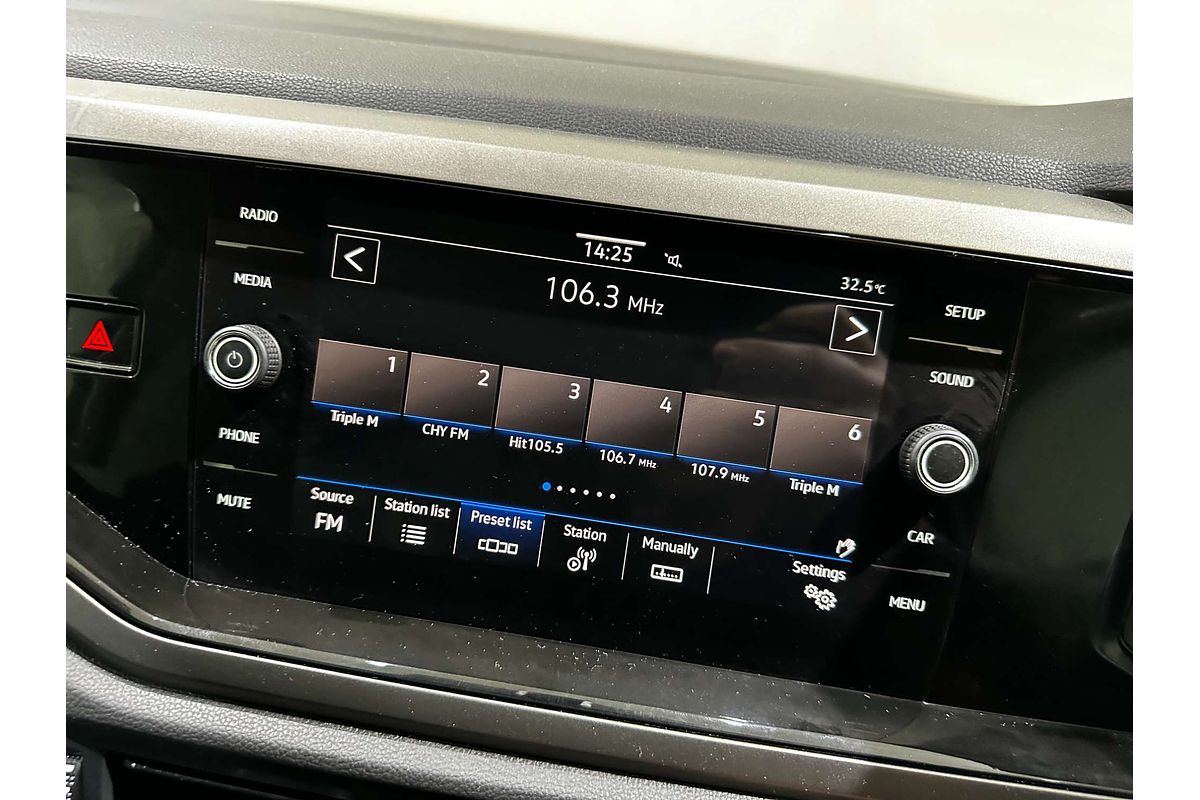 RADIO
MEDIA
PHONE
MUTE
14:25
32.5°C
<
106.3 MHz
>
1
2
3
4
5
6
Triple M
CHY FM
Hit105.5
106.7 MHz
107.9 MHz
Triple M
Source
FM
Station list
Preset list
Station
Manually
Settings
SETUP
SOUND
CAR
MENU